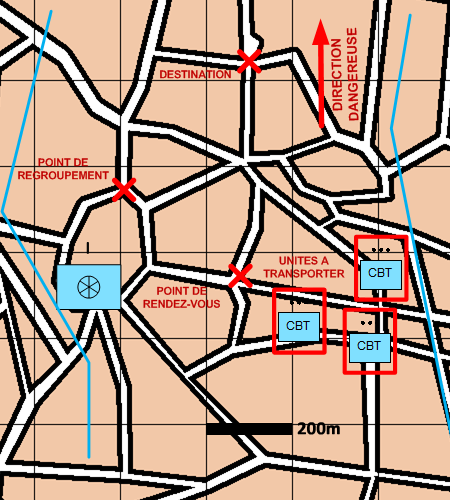 DESTINATION
DIRECTION
DANGEREUSE
POINT DE
REGROUPEMENT
UNITES A
TRANSPORTER
POINT DE
RENDEZ-VOUS
CBT
CBT
CBT
200m